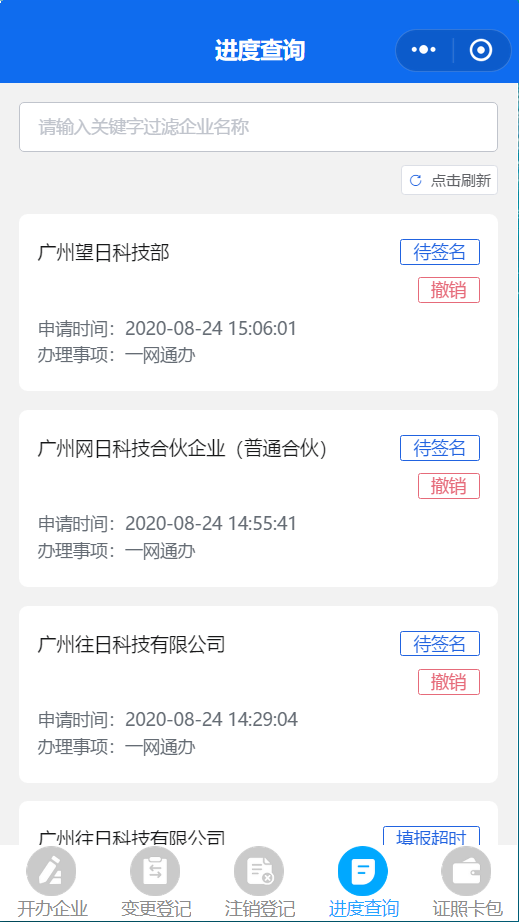 进度查询
请输入关键字过滤企业名称
点击刷新
广州望日科技部 待签名
撤销
申请时间：2020-08-24 15:06:01
办理事项：一网通办
广州网日科技合伙企业（普通合伙） 待签名
撤销
申请时间：2020-08-24 14:55:41
办理事项：一网通办
广州往日科技有限公司 待签名
撤销
申请时间：2020-08-24 14:29:04
办理事项：一网通办
广州往日科技有限公司 填报超时
开办企业 变更登记 注销登记 进度查询 证照卡包